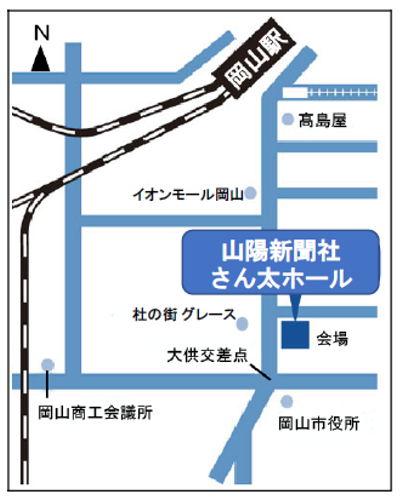 N
岡山駅
髙島屋
イオンモール岡山
山陽新聞社
さん太ホール
杜の街 グレース
会場
大供交差点
岡山商工会議所
岡山市役所